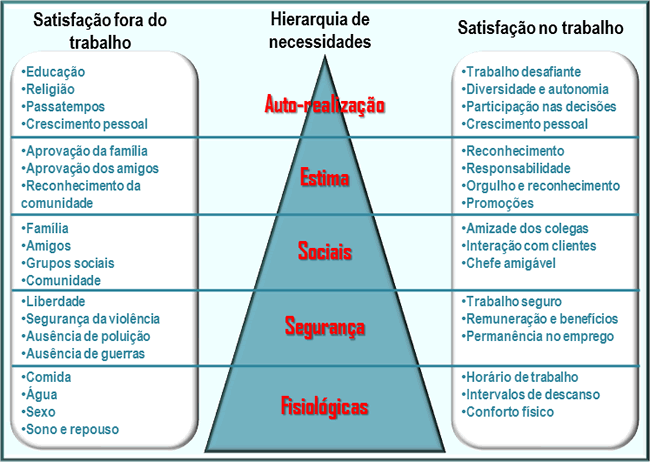 Satisfação fora do
trabalho
Hierarquia de
necessidades
Satisfação no trabalho
•Educação
•Religião
•Passatempos
•Crescimento pessoal
Auto-realização
•Trabalho desafiante
•Diversidade e autonomia
•Participação nas decisões
•Crescimento pessoal
•Aprovação da família
•Aprovação dos amigos
•Reconhecimento da
comunidade
Estima
•Reconhecimento
•Responsabilidade
•Orgulho e reconhecimento
•Promoções
•Família
•Amigos
•Grupos sociais
•Comunidade
Sociais
•Amizade dos colegas
•Interação com clientes
•Chefe amigável
•Liberdade
•Segurança da violência
•Ausência de poluição
•Ausência de guerras
Segurança
•Trabalho seguro
•Remuneração e benefícios
•Permanência no emprego
•Comida
•Água
•Sexo
•Sono e repouso
Fisiológicas
•Horário de trabalho
•Intervalos de descanso
•Conforto físico